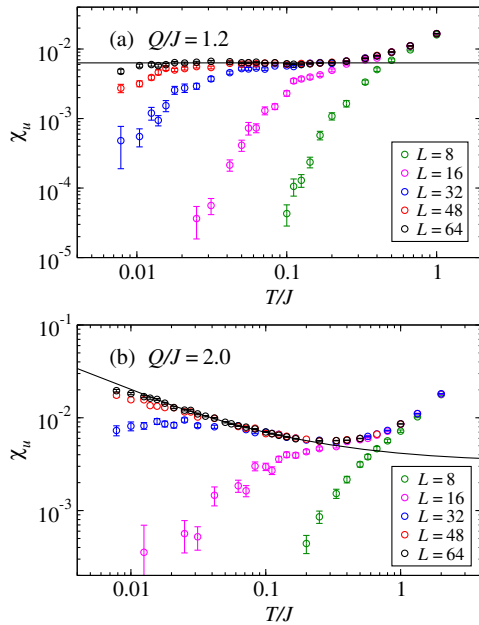 (a) Q/J = 1.2
10⁻²
10⁻³
10⁻⁴
10⁻⁵
χᵤ
L = 8
L = 16
L = 32
L = 48
L = 64
0.01 0.1 1
T/J
(b) Q/J = 2.0
10⁻¹
10⁻²
10⁻³
χᵤ
L = 8
L = 16
L = 32
L = 48
L = 64
0.01 0.1 1
T/J